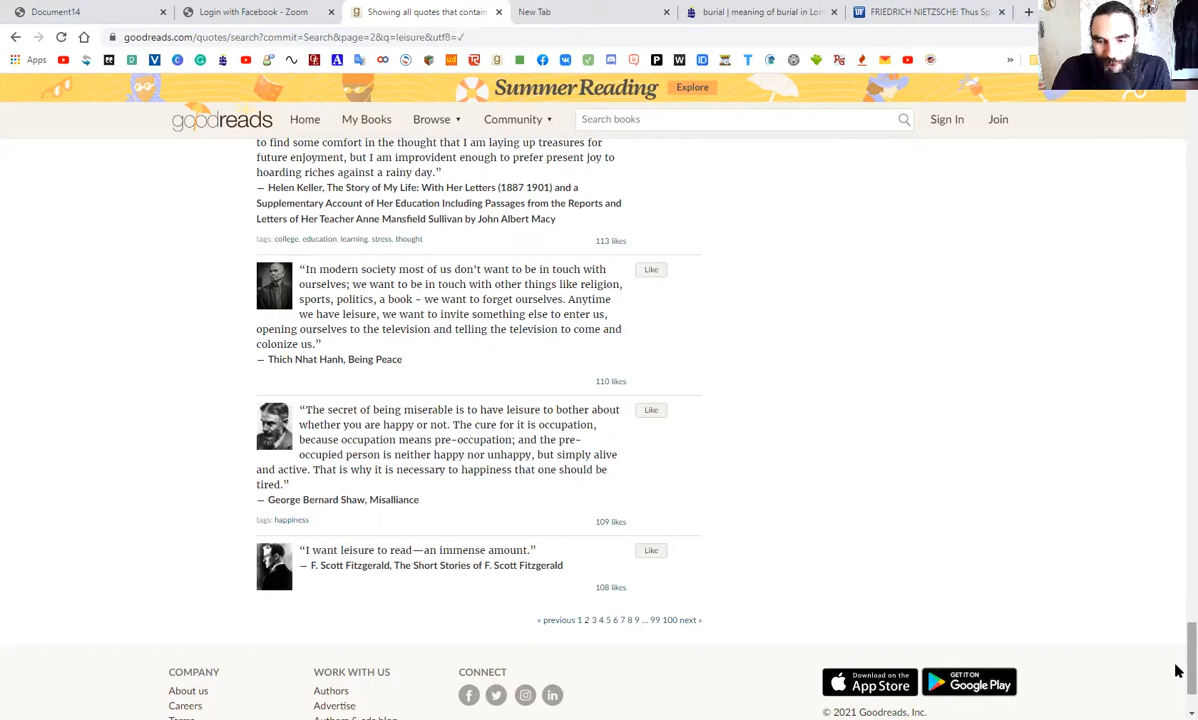 Document14
Login with Facebook - Zoom
Showing all quotes that contain
New Tab
burial | meaning of burial in Lon
FRIEDRICH NIETZSCHE: Thus Sp
goodreads.com/quotes/search?commit=Search&page=2&q=leisure&utf8=✓
Apps
Summer Reading Explore
goodreads Home My Books Browse ▾ Community ▾ Search books Sign In Join
to find some comfort in the thought that I am laying up treasures for
future enjoyment, but I am improvident enough to prefer present joy to
hoarding riches against a rainy day.”
― Helen Keller, The Story of My Life: With Her Letters (1887 1901) and a
Supplementary Account of Her Education Including Passages from the Reports and
Letters of Her Teacher Anne Mansfield Sullivan by John Albert Macy
tags: college, education, learning, stress, thought 113 likes
“In modern society most of us don't want to be in touch with Like
ourselves; we want to be in touch with other things like religion,
sports, politics, a book - we want to forget ourselves. Anytime
we have leisure, we want to invite something else to enter us,
opening ourselves to the television and telling the television to come and
colonize us.”
― Thich Nhat Hanh, Being Peace
110 likes
“The secret of being miserable is to have leisure to bother about Like
whether you are happy or not. The cure for it is occupation,
because occupation means pre-occupation; and the pre-
occupied person is neither happy nor unhappy, but simply alive
and active. That is why it is necessary to happiness that one should be
tired.”
― George Bernard Shaw, Misalliance
tags: happiness 109 likes
“I want leisure to read—an immense amount.” Like
― F. Scott Fitzgerald, The Short Stories of F. Scott Fitzgerald
108 likes
« previous 1 2 3 4 5 6 7 8 9 … 99 100 next »
COMPANY WORK WITH US CONNECT
About us Authors Download on the App Store GET IT ON Google Play
Careers Advertise
© 2021 Goodreads, Inc.